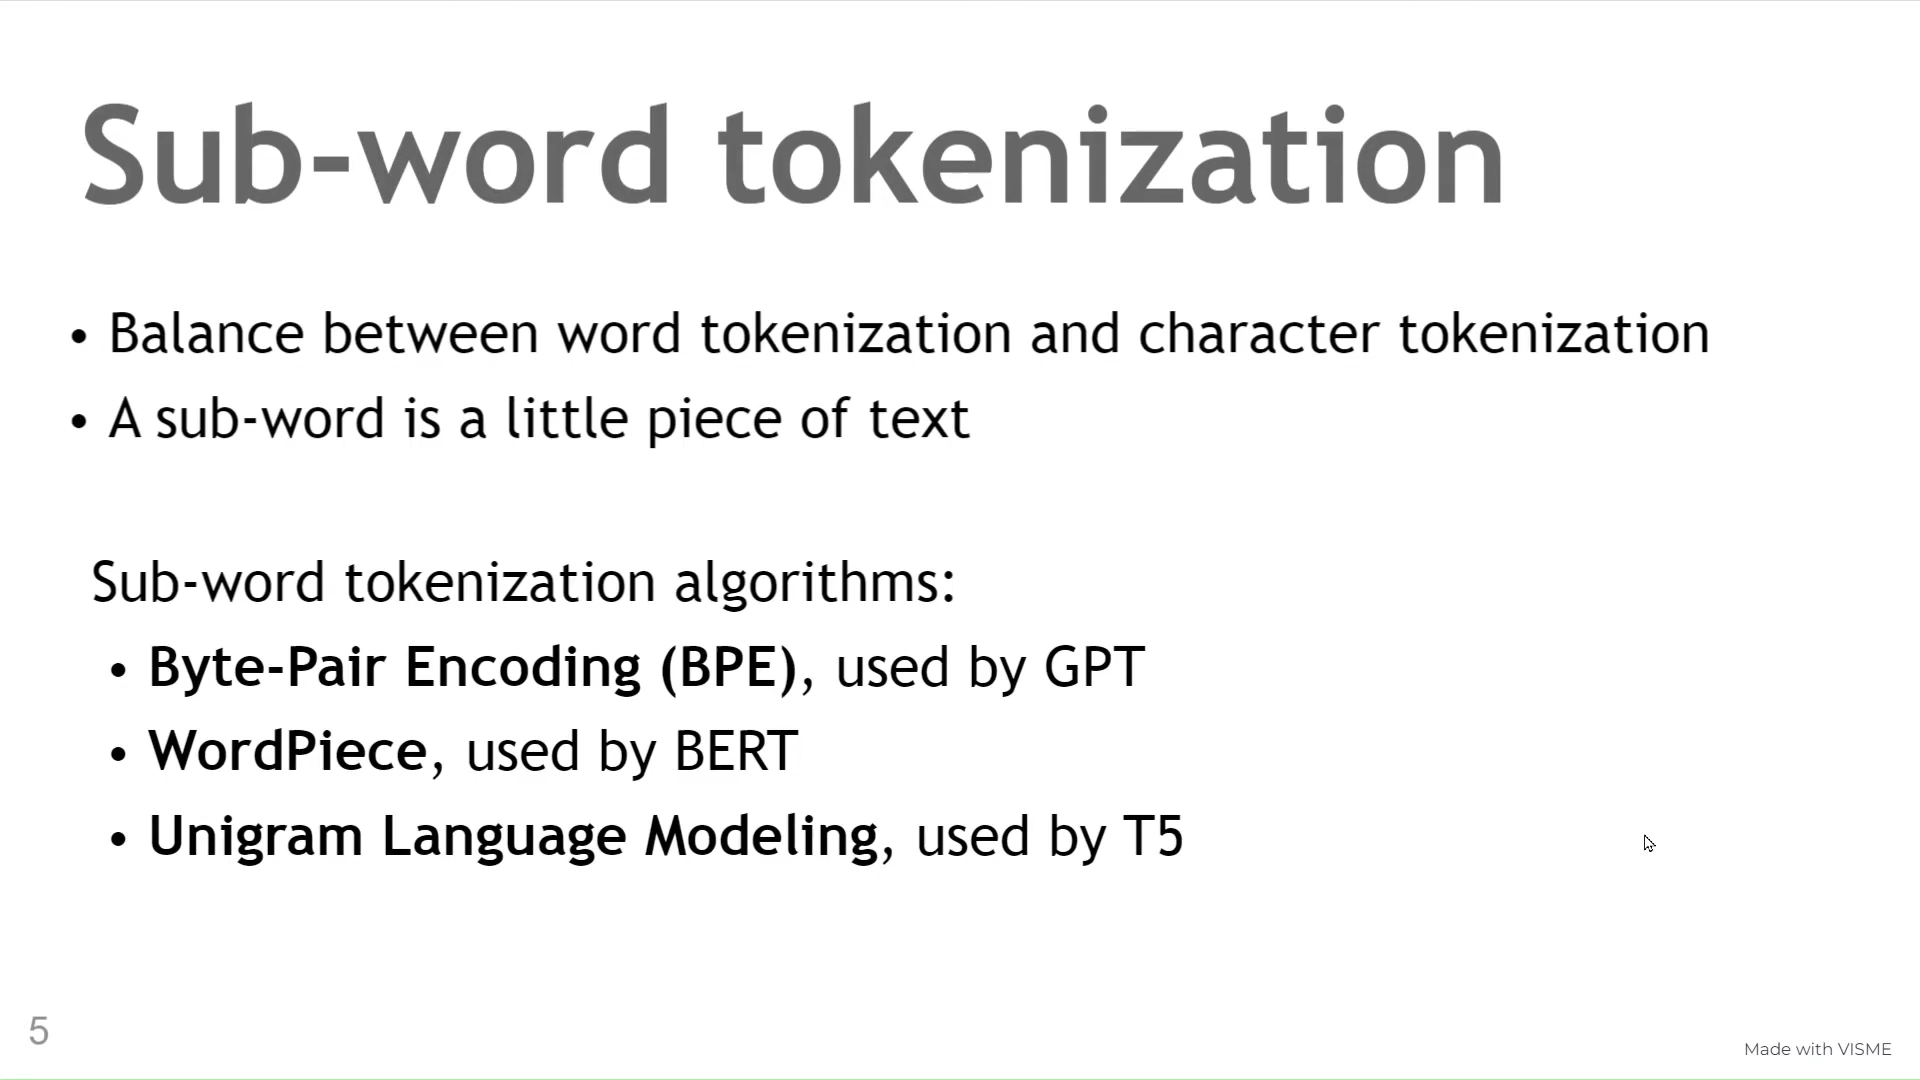 Sub-word tokenization
• Balance between word tokenization and character tokenization
• A sub-word is a little piece of text
Sub-word tokenization algorithms:
• Byte-Pair Encoding (BPE), used by GPT
• WordPiece, used by BERT
• Unigram Language Modeling, used by T5
5
Made with VISME